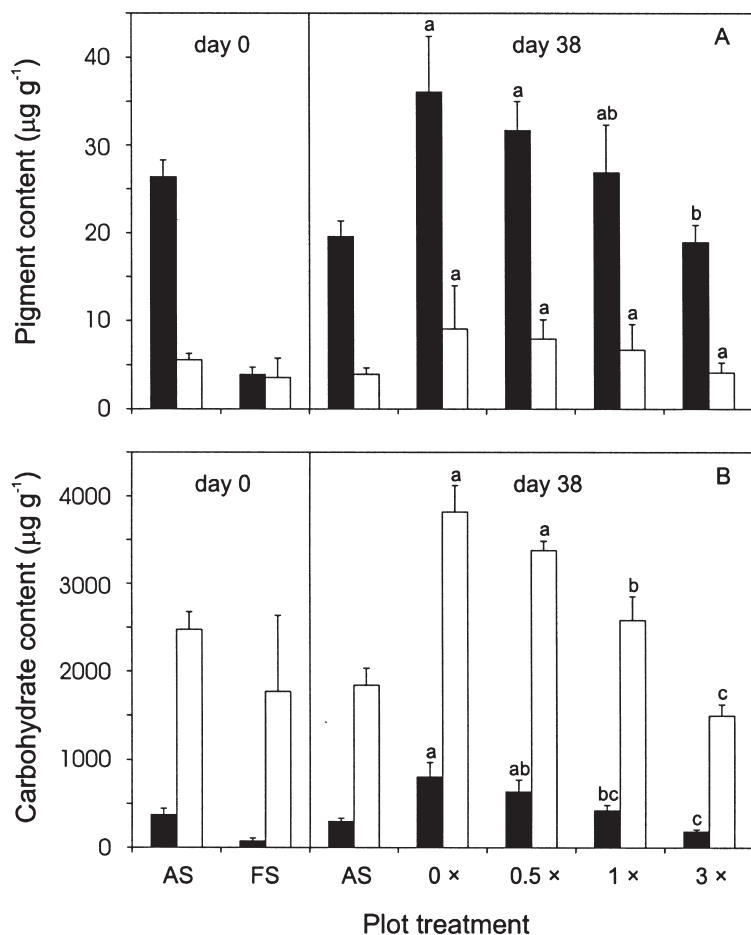 Pigment content (µg g⁻¹)
40
30
20
10
0
day 0
day 38
A
a
a
ab
b
a
a
a
a
Carbohydrate content (µg g⁻¹)
4000
3000
2000
1000
0
day 0
day 38
B
a
a
b
c
a
ab
bc
c
AS FS AS 0 × 0.5 × 1 × 3 ×
Plot treatment